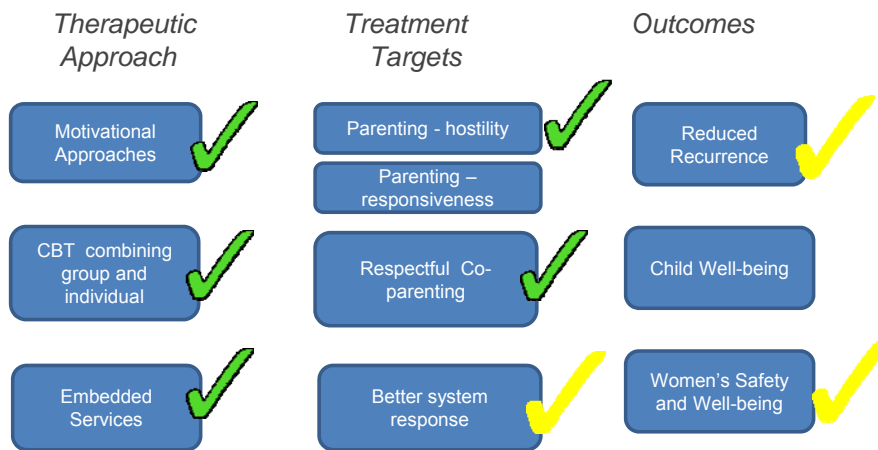 Therapeutic
Approach
Treatment
Targets
Outcomes
Motivational
Approaches
CBT combining
group and
individual
Embedded
Services
Parenting - hostility
Parenting –
responsiveness
Respectful Co-
parenting
Better system
response
Reduced
Recurrence
Child Well-being
Women’s Safety
and Well-being